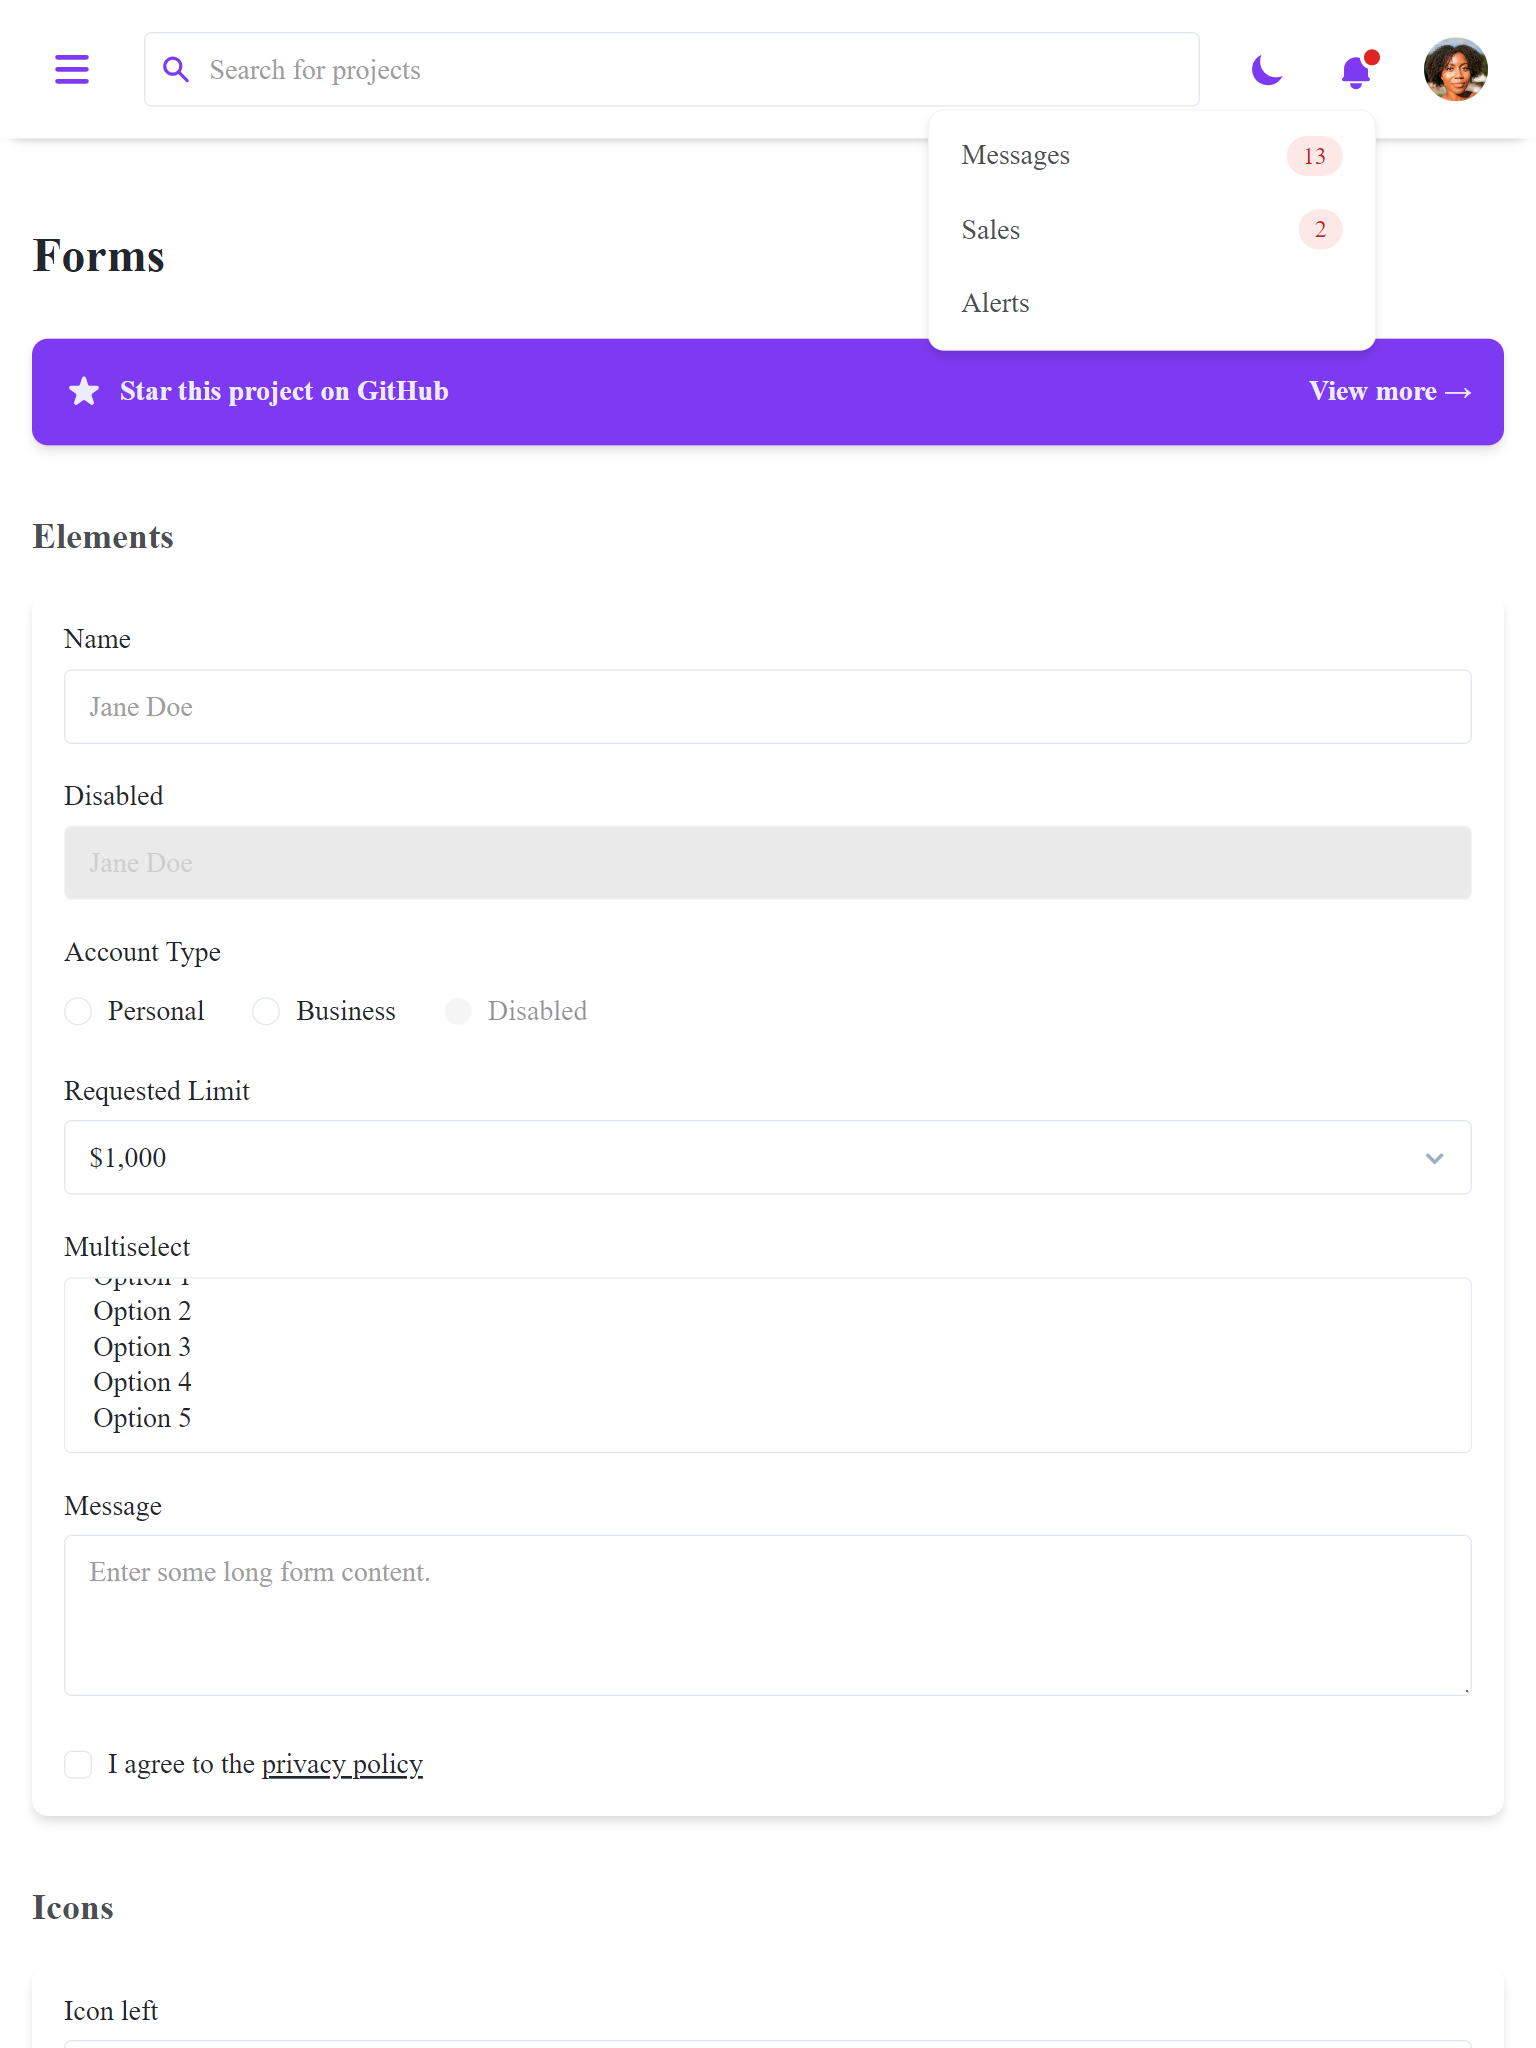 Search for projects
Messages 13
Sales 2
Alerts
Forms
Star this project on GitHub View more →
Elements
Name
Jane Doe
Disabled
Jane Doe
Account Type
Personal Business Disabled
Requested Limit
$1,000
Multiselect
Option 1
Option 2
Option 3
Option 4
Option 5
Message
Enter some long form content.
I agree to the privacy policy
Icons
Icon left